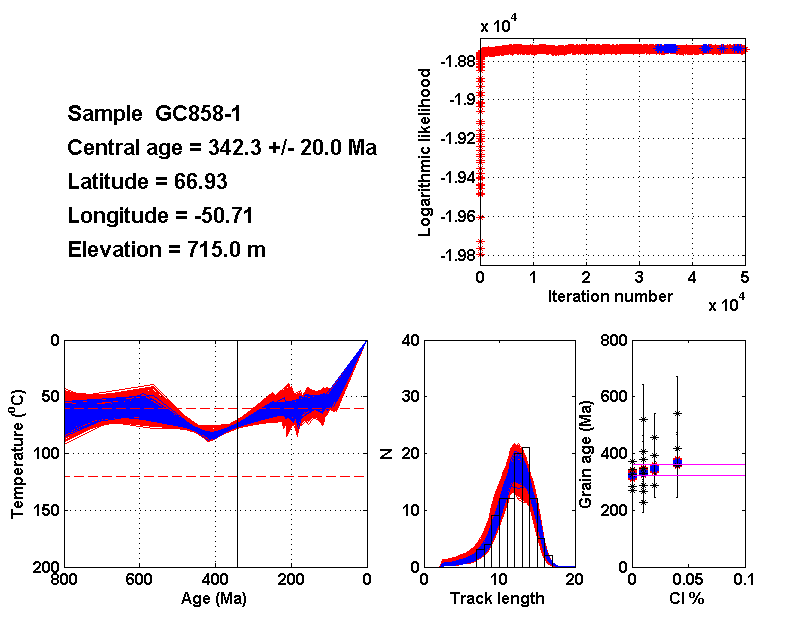 Sample GC858-1
Central age = 342.3 +/- 20.0 Ma
Latitude = 66.93
Longitude = -50.71
Elevation = 715.0 m
x 10^4
-1.88
-1.9
-1.92
-1.94
-1.96
-1.98
Logarithmic likelihood
0 1 2 3 4 5
Iteration number
x 10^4
0
50
100
150
200
Temperature (⁰C)
800 600 400 200 0
Age (Ma)
40
30
20
10
0
N
0 10 20
Track length
800
600
400
200
0
Grain age (Ma)
0 0.05 0.1
Cl %